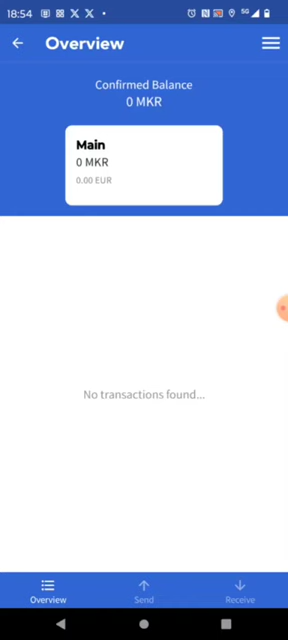 18:54
5G
Overview
Confirmed Balance
0 MKR
Main
0 MKR
0.00 EUR
No transactions found...
Overview
Send
Receive